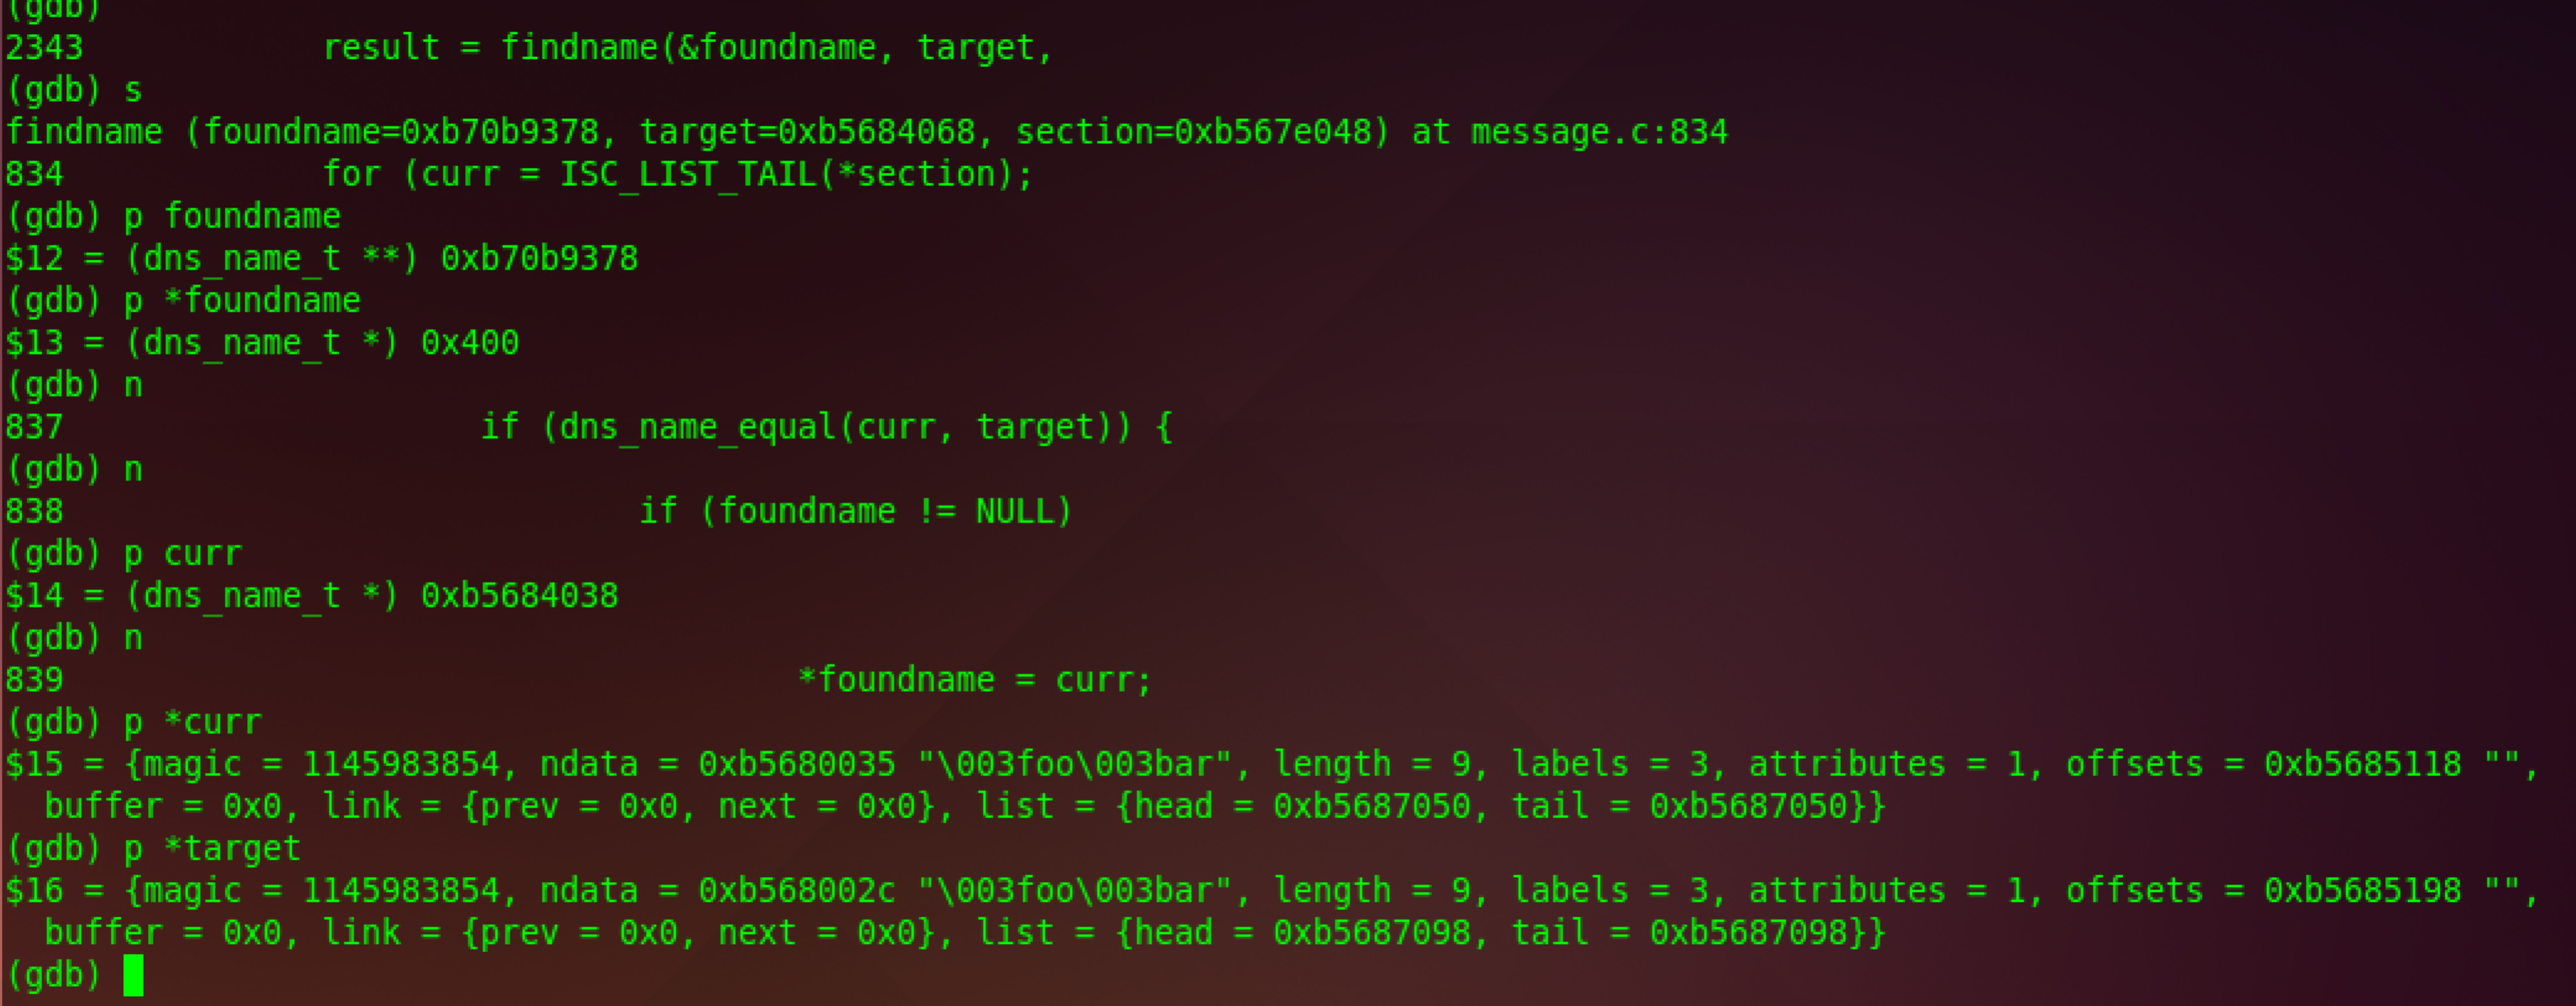 (gdb)
2343                result = findname(&foundname, target,
(gdb) s
findname (foundname=0xb70b9378, target=0xb5684068, section=0xb567e048) at message.c:834
834             for (curr = ISC_LIST_TAIL(*section);
(gdb) p foundname
$12 = (dns_name_t **) 0xb70b9378
(gdb) p *foundname
$13 = (dns_name_t *) 0x400
(gdb) n
837                     if (dns_name_equal(curr, target)) {
(gdb) n
838                             if (foundname != NULL)
(gdb) p curr
$14 = (dns_name_t *) 0xb5684038
(gdb) n
839                                     *foundname = curr;
(gdb) p *curr
$15 = {magic = 1145983854, ndata = 0xb5680035 "\003foo\003bar", length = 9, labels = 3, attributes = 1, offsets = 0xb5685118 "",
  buffer = 0x0, link = {prev = 0x0, next = 0x0}, list = {head = 0xb5687050, tail = 0xb5687050}}
(gdb) p *target
$16 = {magic = 1145983854, ndata = 0xb568002c "\003foo\003bar", length = 9, labels = 3, attributes = 1, offsets = 0xb5685198 "",
  buffer = 0x0, link = {prev = 0x0, next = 0x0}, list = {head = 0xb5687098, tail = 0xb5687098}}
(gdb)